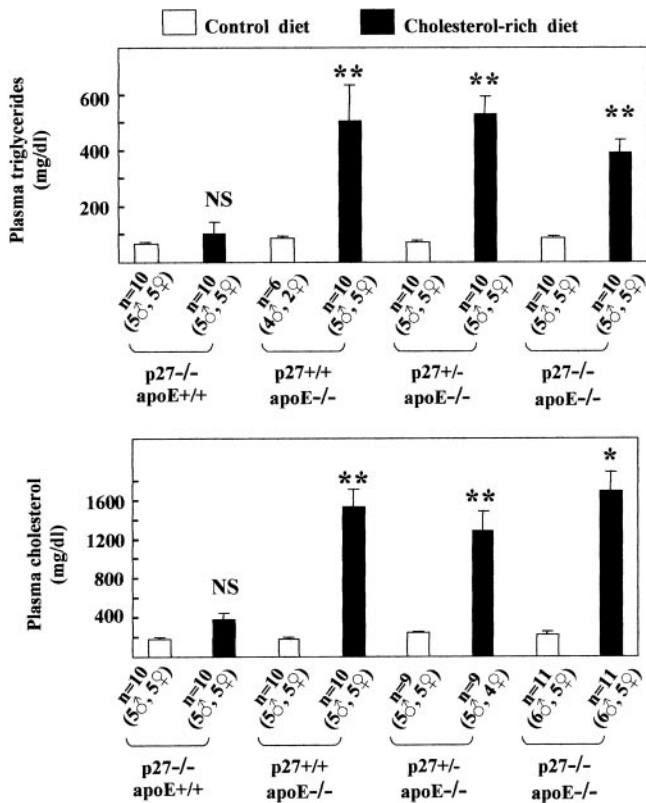 Control diet
Cholesterol-rich diet
Plasma triglycerides
(mg/dl)
600
400
200
NS
**
**
**
n=10
(5♂, 5♀)
n=10
(5♂, 5♀)
n=6
(4♂, 2♀)
n=10
(5♂, 5♀)
n=10
(5♂, 5♀)
n=10
(5♂, 5♀)
n=10
(5♂, 5♀)
n=10
(5♂, 5♀)
p27-/-
apoE+/+
p27+/+
apoE-/-
p27+/-
apoE-/-
p27-/-
apoE-/-
Plasma cholesterol
(mg/dl)
1600
1200
800
400
NS
**
**
*
n=10
(5♂, 5♀)
n=10
(5♂, 5♀)
n=10
(5♂, 5♀)
n=10
(5♂, 5♀)
n=9
(5♂, 5♀)
n=9
(5♂, 4♀)
n=11
(6♂, 5♀)
n=11
(6♂, 5♀)
p27-/-
apoE+/+
p27+/+
apoE-/-
p27+/-
apoE-/-
p27-/-
apoE-/-